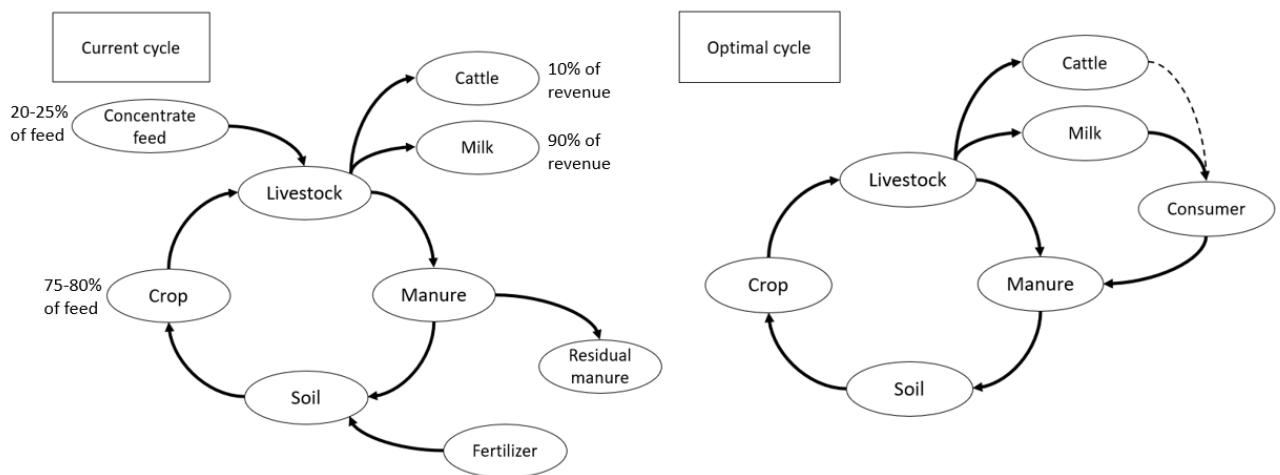 Current cycle
Cattle
10% of
revenue
20-25%
of feed
Concentrate
feed
Milk
90% of
revenue
Livestock
75-80%
of feed
Crop
Manure
Residual
manure
Soil
Fertilizer
Optimal cycle
Cattle
Milk
Livestock
Consumer
Crop
Manure
Soil